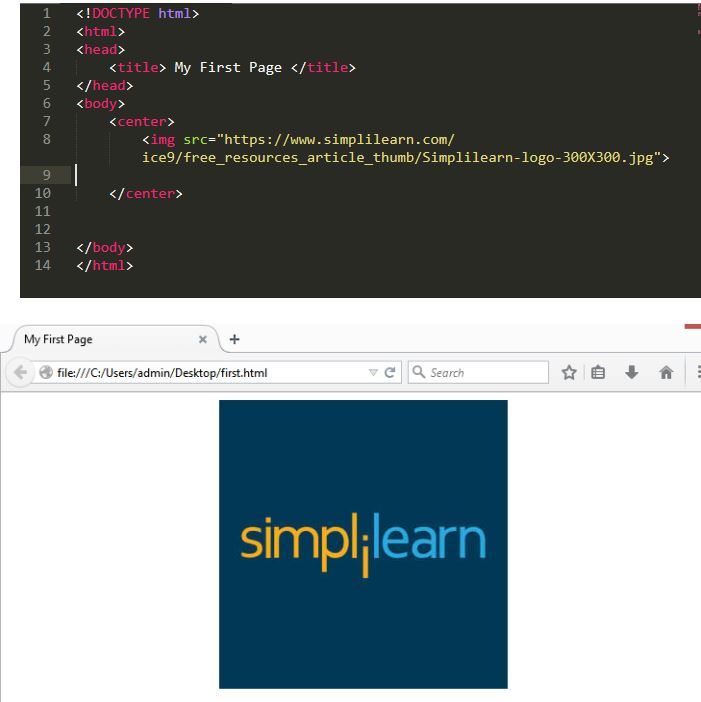 1 <!DOCTYPE html>
2 <html>
3 <head>
4 <title> My First Page </title>
5 </head>
6 <body>
7 <center>
8 <img src="https://www.simplilearn.com/
ice9/free_resources_article_thumb/Simplilearn-logo-300X300.jpg">
9
10 </center>
11
12
13 </body>
14 </html>
My First Page × +
file:///C:/Users/admin/Desktop/first.html Search
simplilearn